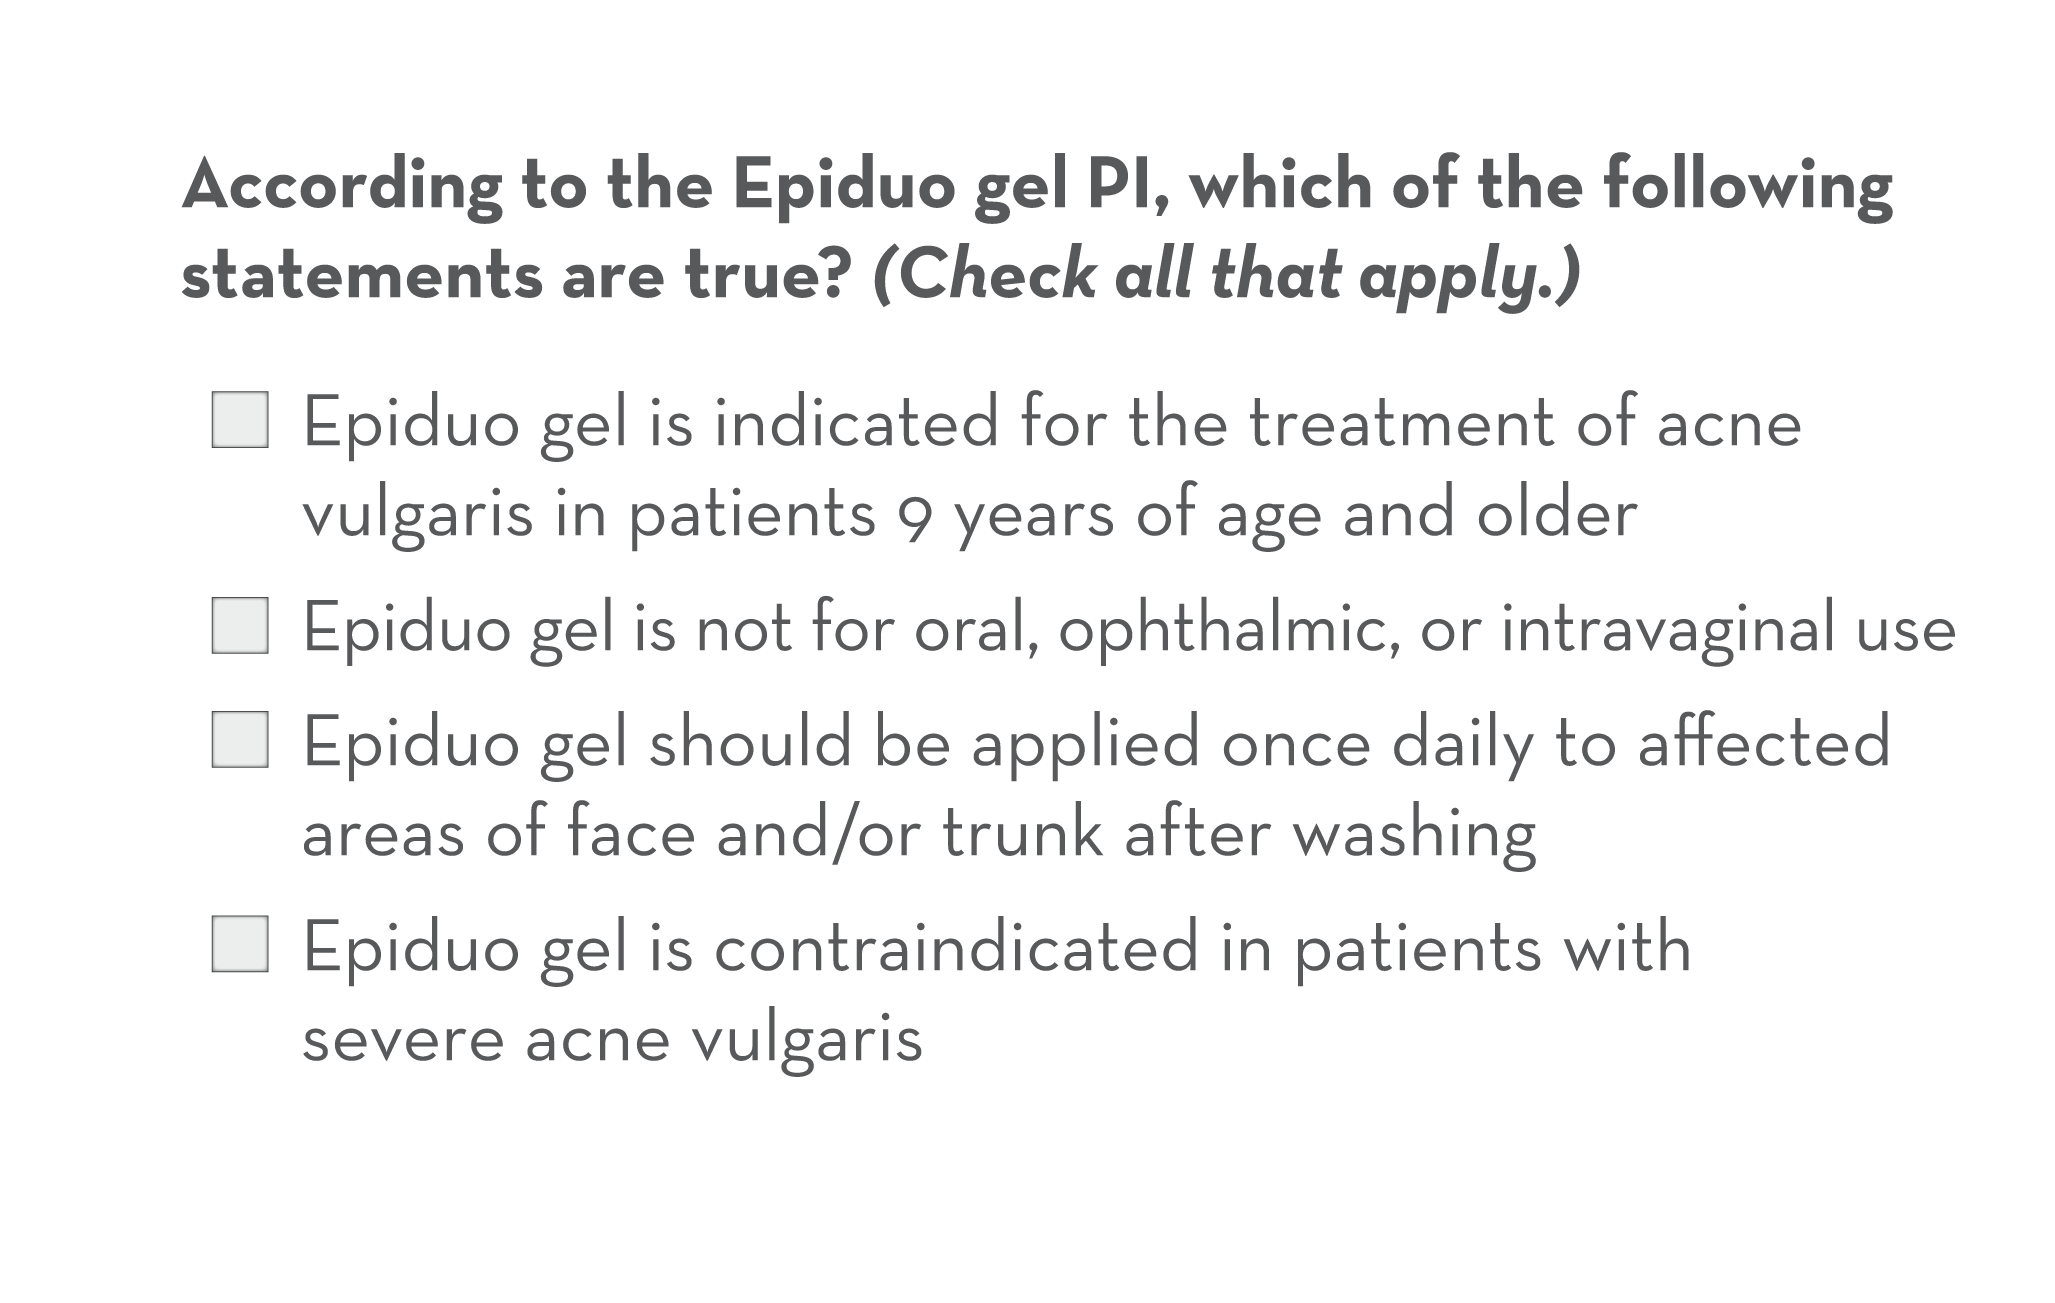 According to the Epiduo gel PI, which of the following
statements are true? (Check all that apply.)
Epiduo gel is indicated for the treatment of acne
vulgaris in patients 9 years of age and older
Epiduo gel is not for oral, ophthalmic, or intravaginal use
Epiduo gel should be applied once daily to affected
areas of face and/or trunk after washing
Epiduo gel is contraindicated in patients with
severe acne vulgaris